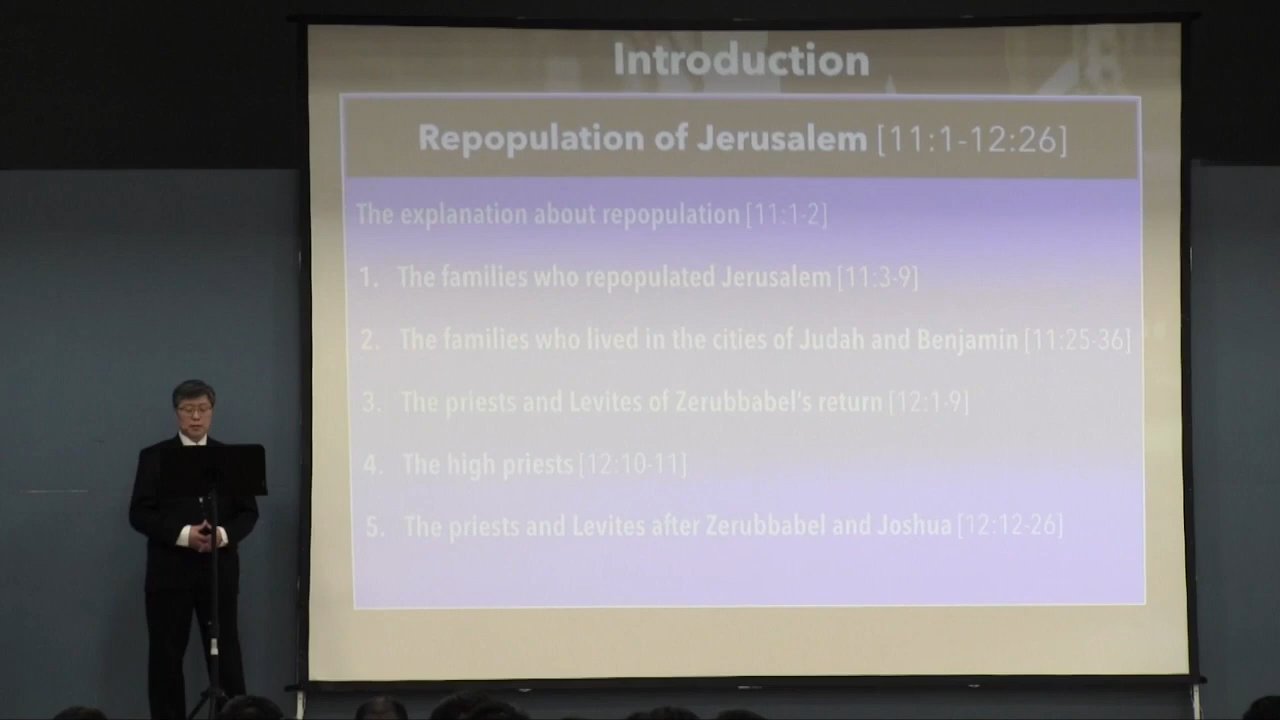 Introduction
Repopulation of Jerusalem [11:1-12:26]
The explanation about repopulation [11:1-2]
1. The families who repopulated Jerusalem [11:3-9]
2. The families who lived in the cities of Judah and Benjamin [11:25-36]
3. The priests and Levites of Zerubbabel's return [12:1-9]
4. The high priests [12:10-11]
5. The priests and Levites after Zerubbabel and Joshua [12:12-26]